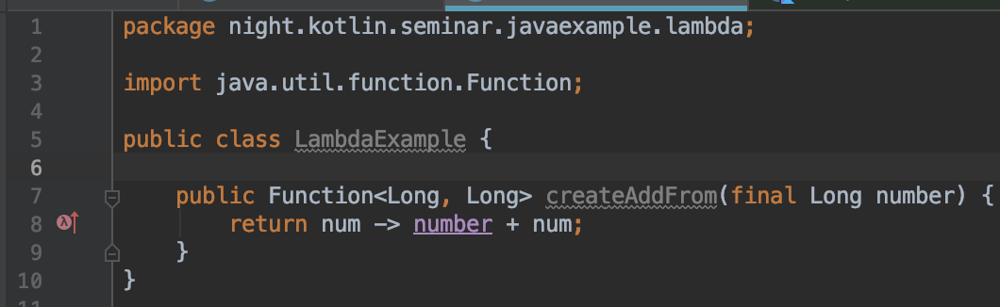 1 package night.kotlin.seminar.javaexample.lambda;
2
3 import java.util.function.Function;
4
5 public class LambdaExample {
6
7 public Function<Long, Long> createAddFrom(final Long number) {
8 return num -> number + num;
9 }
10 }
11